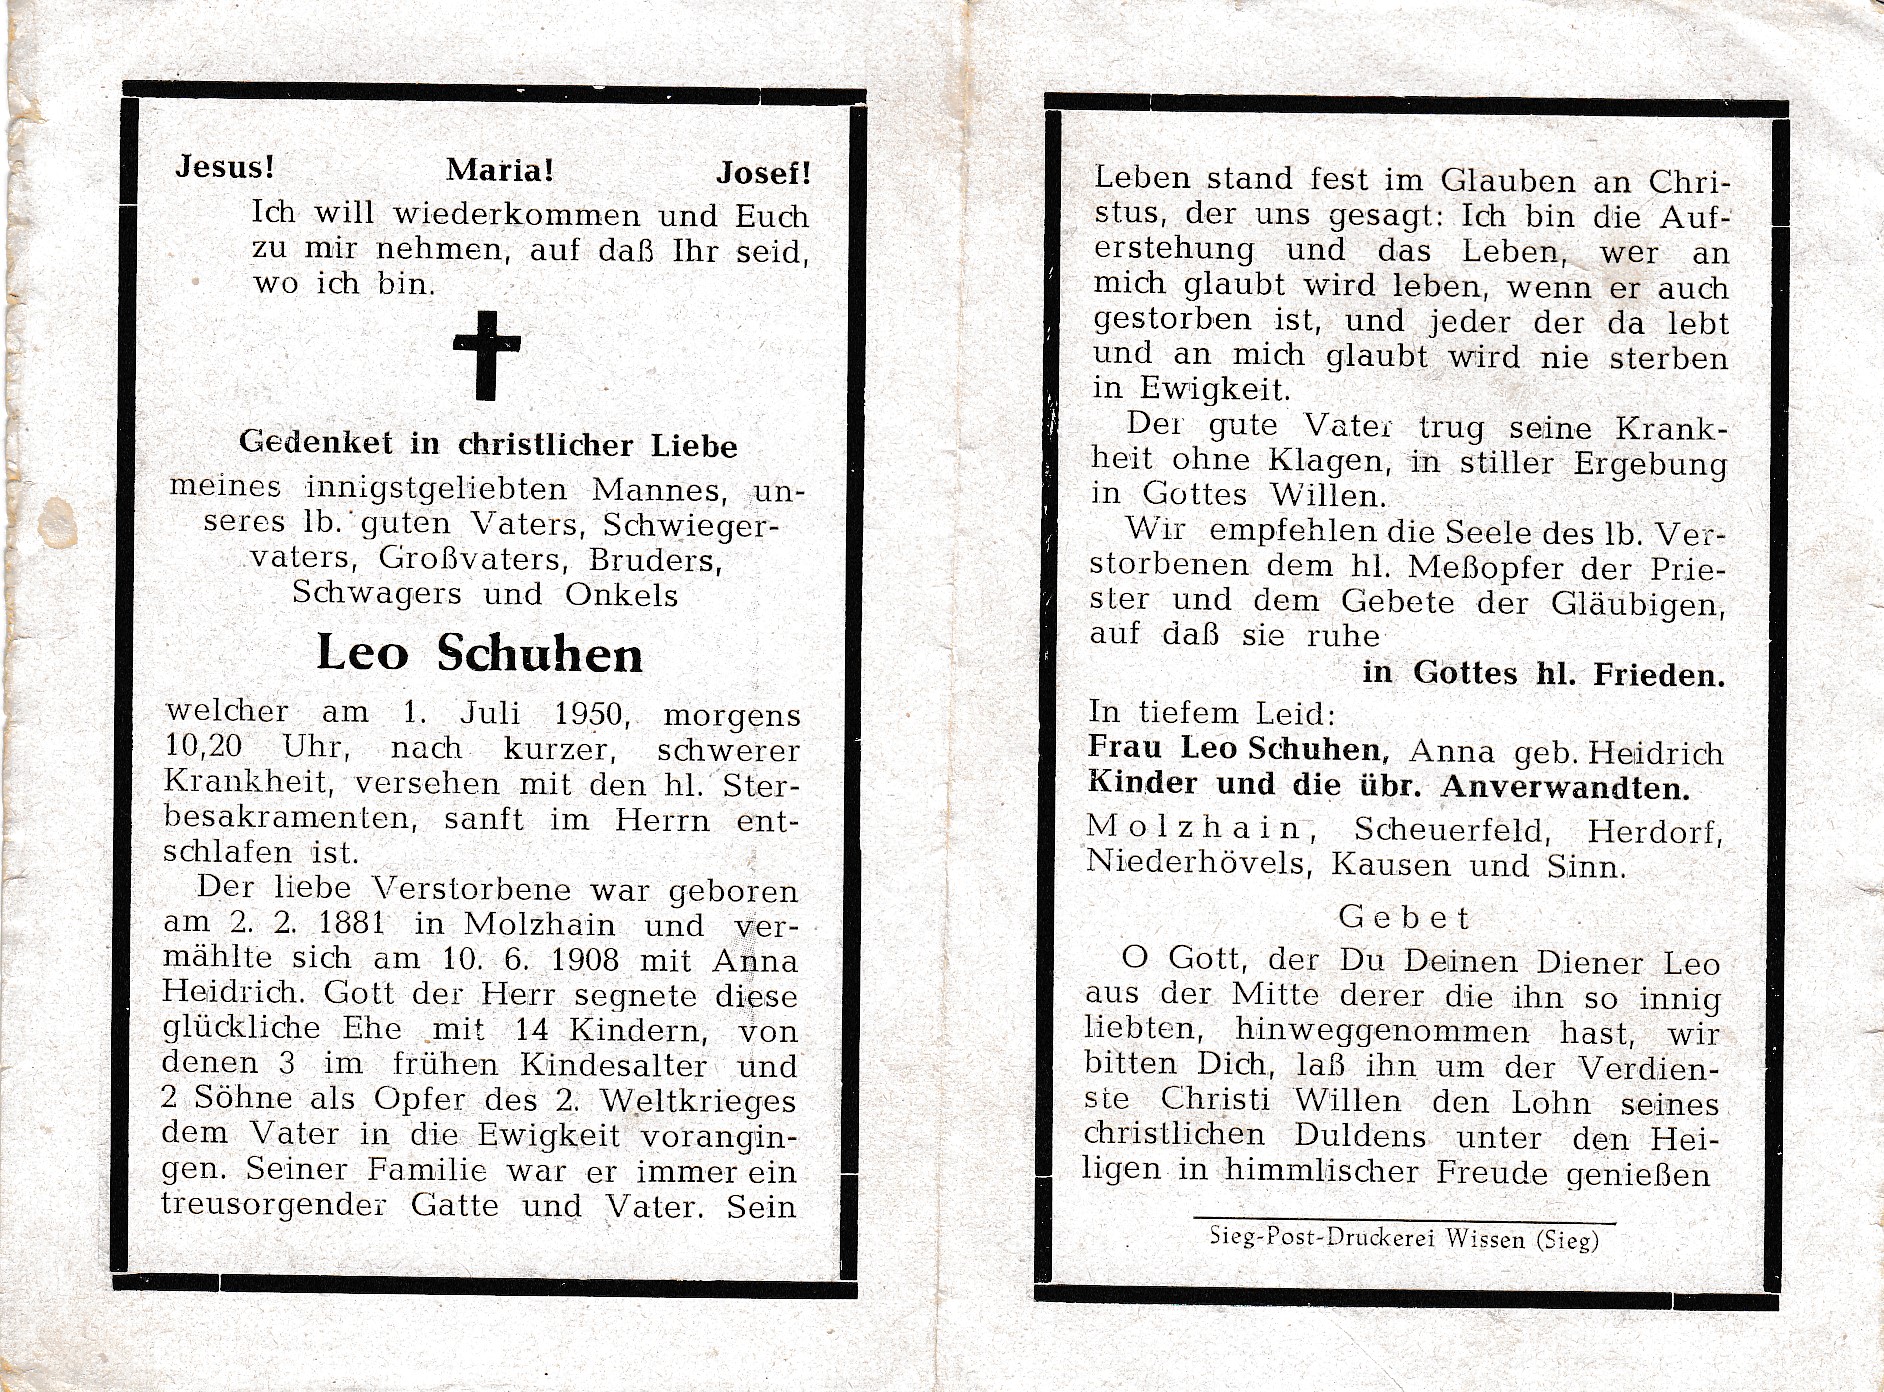 Jesus! Maria! Josef!
Ich will wiederkommen und Euch
zu mir nehmen, auf daß Ihr seid,
wo ich bin.
Gedenket in christlicher Liebe
meines innigstgeliebten Mannes, un-
seres lb. guten Vaters, Schwieger-
vaters, Großvaters, Bruders,
Schwagers und Onkels
Leo Schuhen
welcher am 1. Juli 1950, morgens
10,20 Uhr, nach kurzer, schwerer
Krankheit, versehen mit den hl. Ster-
besakramenten, sanft im Herrn ent-
schlafen ist.
Der liebe Verstorbene war geboren
am 2. 2. 1881 in Molzhain und ver-
mählte sich am 10. 6. 1908 mit Anna
Heidrich. Gott der Herr segnete diese
glückliche Ehe mit 14 Kindern, von
denen 3 im frühen Kindesalter und
2 Söhne als Opfer des 2. Weltkrieges
dem Vater in die Ewigkeit vorangin-
gen. Seiner Familie war er immer ein
treusorgender Gatte und Vater. Sein
Leben stand fest im Glauben an Chri-
stus, der uns gesagt: Ich bin die Auf-
erstehung und das Leben, wer an
mich glaubt wird leben, wenn er auch
gestorben ist, und jeder der da lebt
und an mich glaubt wird nie sterben
in Ewigkeit.
Der gute Vater trug seine Krank-
heit ohne Klagen, in stiller Ergebung
in Gottes Willen.
Wir empfehlen die Seele des lb. Ver-
storbenen dem hl. Meßopfer der Prie-
ster und dem Gebete der Gläubigen,
auf daß sie ruhe
in Gottes hl. Frieden.
In tiefem Leid:
Frau Leo Schuhen, Anna geb. Heidrich
Kinder und die übr. Anverwandten.
Molzhain, Scheuerfeld, Herdorf,
Niederhövels, Kausen und Sinn.
Gebet
O Gott, der Du Deinen Diener Leo
aus der Mitte derer die ihn so innig
liebten, hinweggenommen hast, wir
bitten Dich, laß ihn um der Verdien-
ste Christi Willen den Lohn seines
christlichen Duldens unter den Hei-
ligen in himmlischer Freude genießen
Sieg-Post-Druckerei Wissen (Sieg)